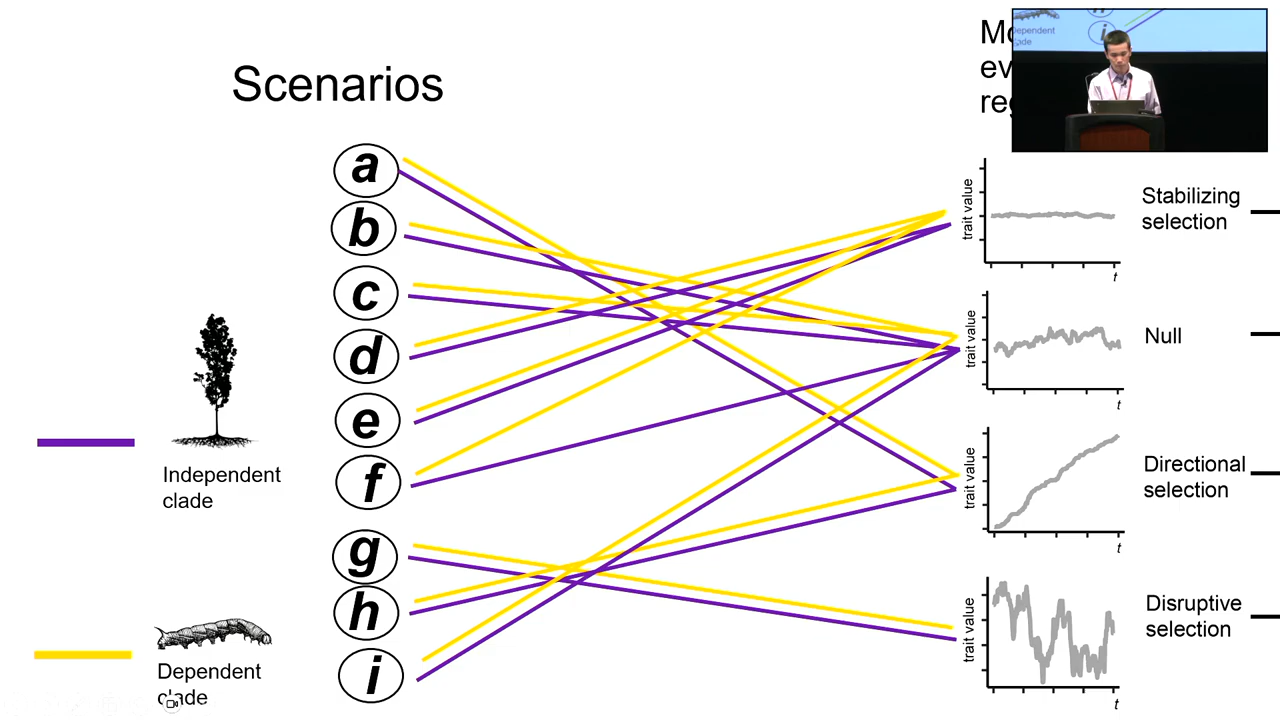 Scenarios
a
b
c
d
e
f
g
h
i
Independent
clade
Dependent
clade
trait value
t
Stabilizing
selection
trait value
t
Null
trait value
t
Directional
selection
trait value
t
Disruptive
selection
Dependent
i